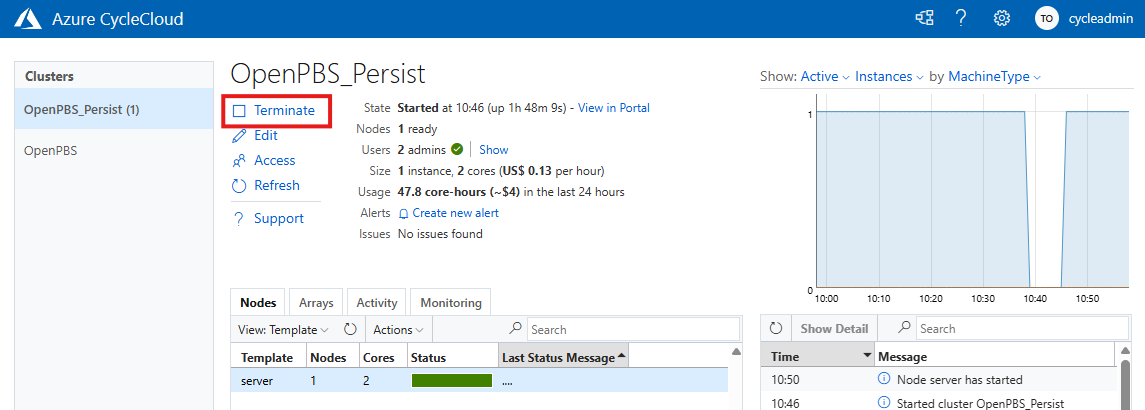 Azure CycleCloud
?
TO
cycleadmin
Clusters
OpenPBS_Persist (1)
OpenPBS
OpenPBS_Persist
Terminate
Edit
Access
Refresh
? Support
State Started at 10:46 (up 1h 48m 9s) - View in Portal
Nodes 1 ready
Users 2 admins Show
Size 1 instance, 2 cores (US$ 0.13 per hour)
Usage 47.8 core-hours (~$4) in the last 24 hours
Alerts Create new alert
Issues No issues found
Show: Active Instances by MachineType
1
0
10:00 10:10 10:20 10:30 10:40 10:50
Nodes Arrays Activity Monitoring
View: Template Actions Search
Template Nodes Cores Status Last Status Message
server 1 2 ....
Show Detail Search
Time Message
10:50 Node server has started
10:46 Started cluster OpenPBS_Persist